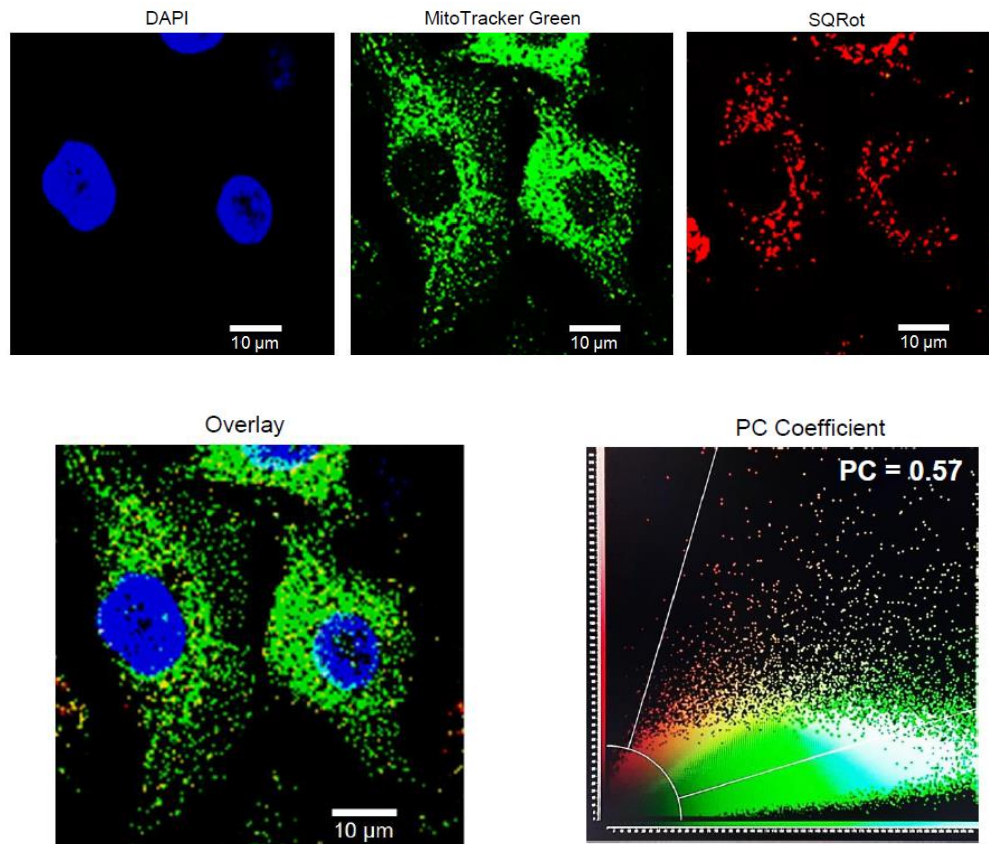 DAPI
MitoTracker Green
SQRot
10 µm
10 µm
10 µm
Overlay
PC Coefficient
PC = 0.57
10 µm